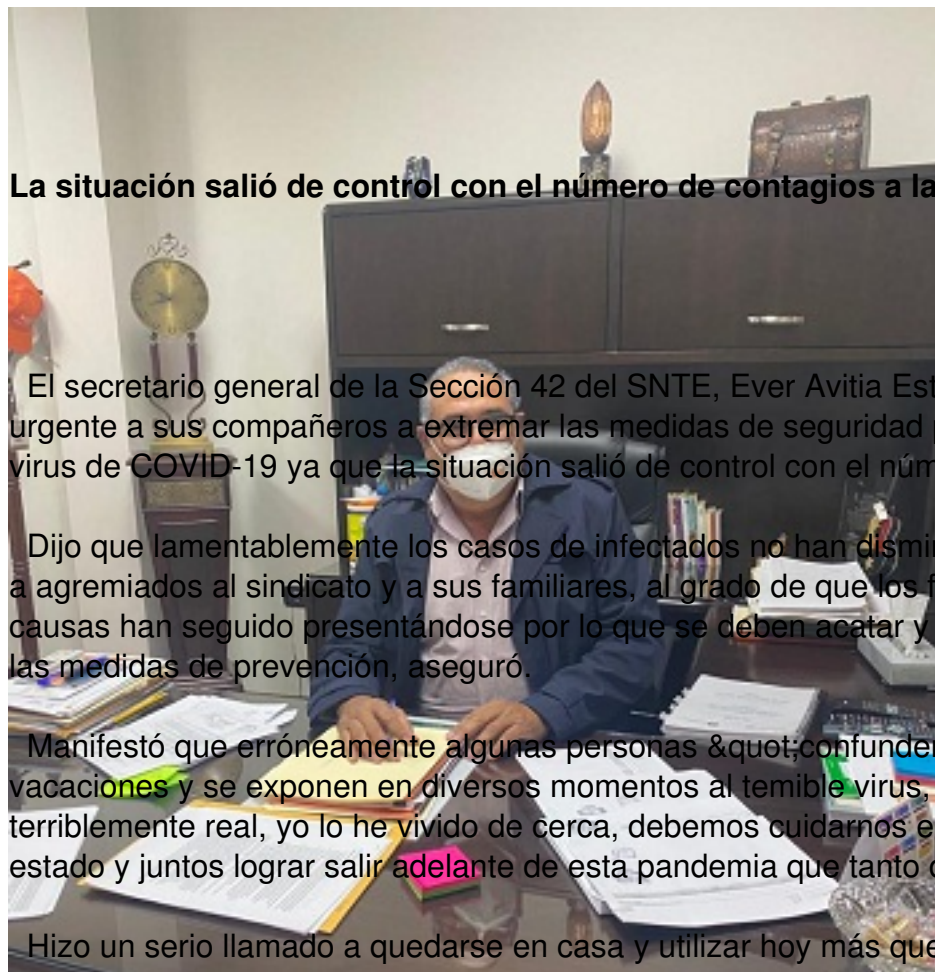 La situación salió de control con el número de contagios a la
El secretario general de la Sección 42 del SNTE, Ever Avitia Est
urgente a sus compañeros a extremar las medidas de seguridad
virus de COVID-19 ya que la situación salió de control con el núm
Dijo que lamentablemente los casos de infectados no han dismin
a agremiados al sindicato y a sus familiares, al grado de que los f
causas han seguido presentándose por lo que se deben acatar y
las medidas de prevención, aseguró.
Manifestó que erróneamente algunas personas &quot;confunden
vacaciones y se exponen en diversos momentos al temible virus,
terriblemente real, yo lo he vivido de cerca, debemos cuidarnos e
estado y juntos lograr salir adelante de esta pandemia que tanto
Hizo un serio llamado a quedarse en casa y utilizar hoy más que